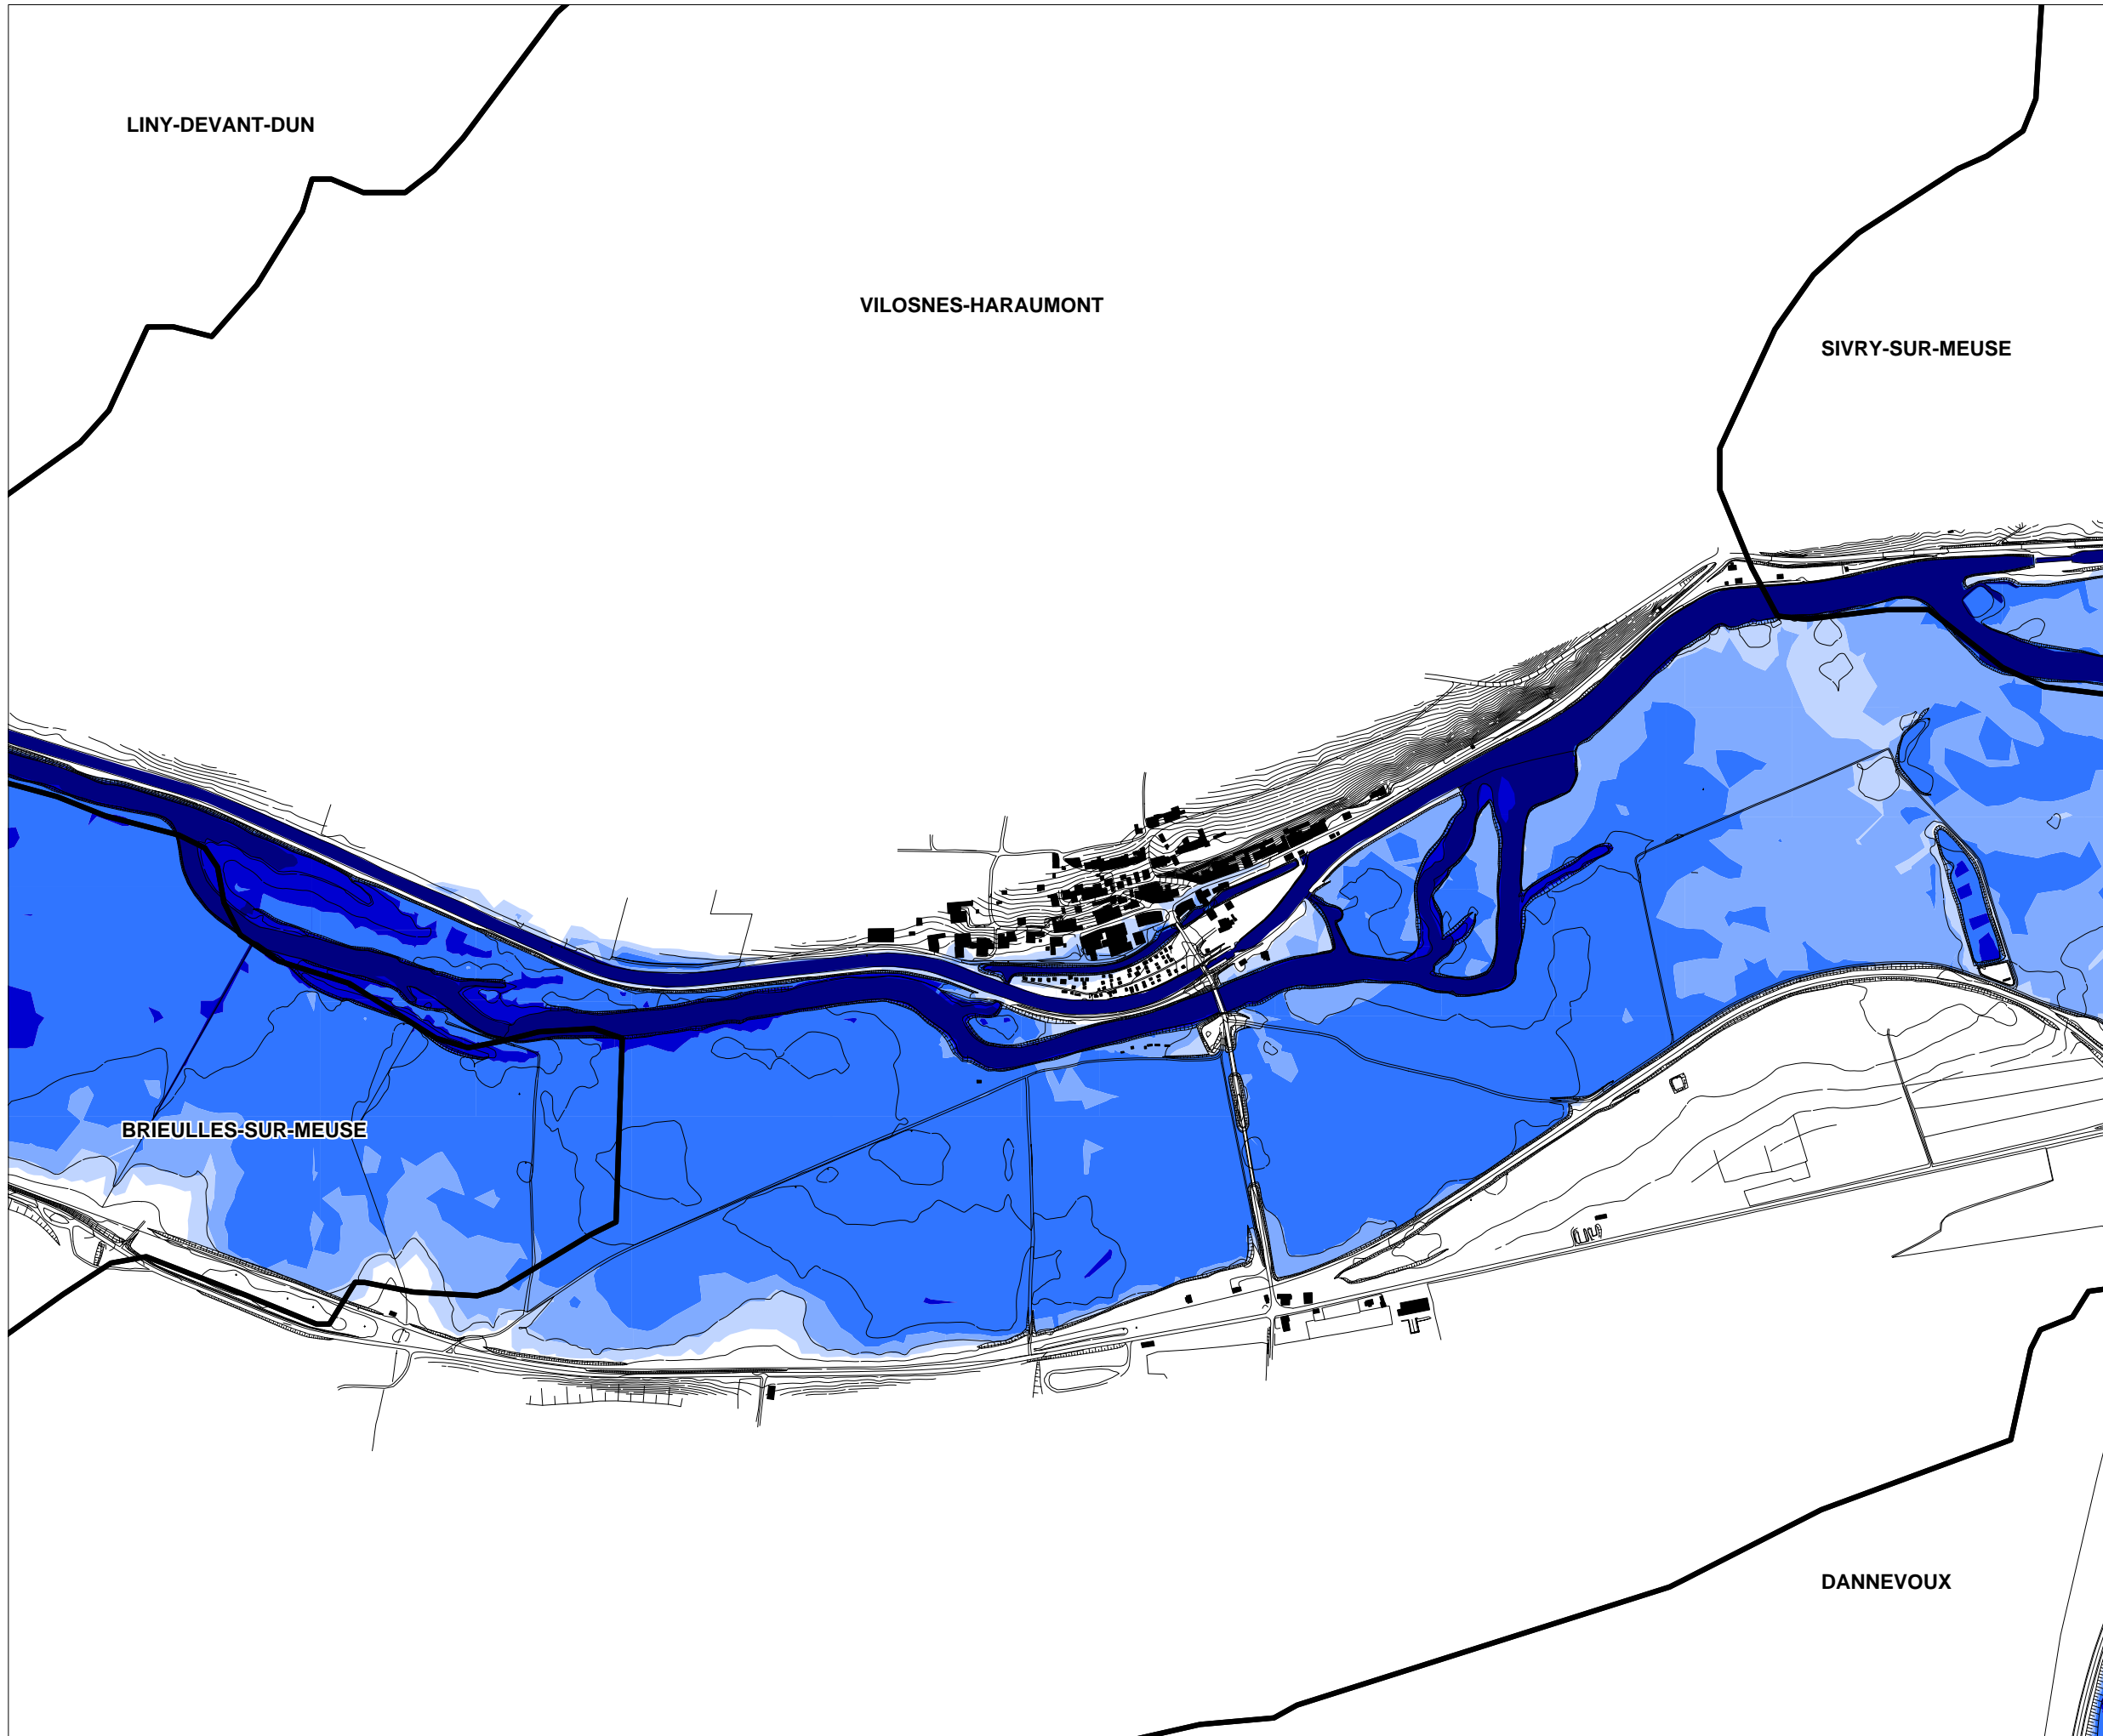 LINY-DEVANT-DUN
VILOSNES-HARAUMONT
SIVRY-SUR-MEUSE
BRIEULLES-SUR-MEUSE
DANNEVOUX